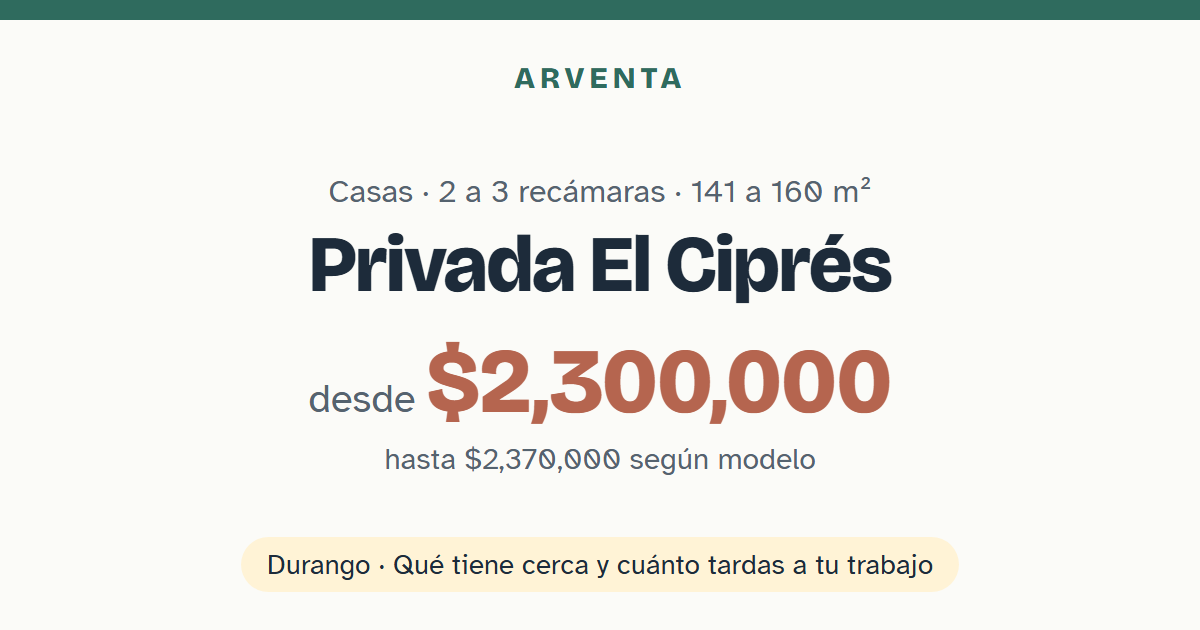 ARVENTA
Casas · 2 a 3 recámaras · 141 a 160 m²
Privada El Ciprés
desde $2,300,000
hasta $2,370,000 según modelo
Durango · Qué tiene cerca y cuánto tardas a tu trabajo